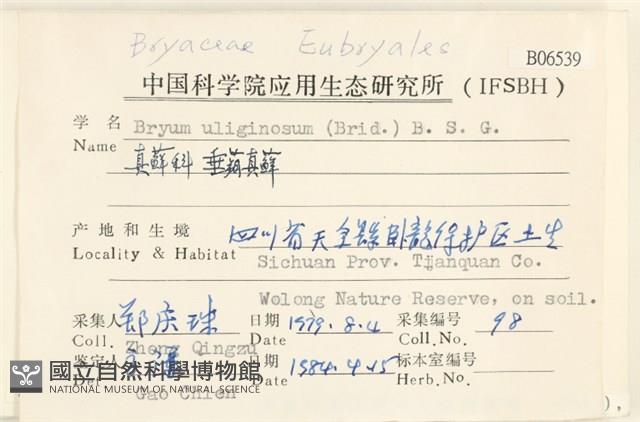 Bryaceae Eubryales
B06539
中国科学院应用生态研究所 (IFSBH)
学名 Bryum uliginosum (Brid.) B. S. G.
Name 真藓科 垂蒴真藓
产地和生境 四川省天全县卧龙保护区土生
Locality & Habitat Sichuan Prov. Tianquan Co.
Wolong Nature Reserve, on soil.
采集人 郑庆珠 日期 1979.8.4 采集编号 98
Coll. Zheng Qingzu Date Coll.No.
鉴定人 高谦 日期 1984.4.15 标本室编号
Det Gao Chien Date Herb.No.
國立自然科學博物館
NATIONAL MUSEUM OF NATURAL SCIENCE
),